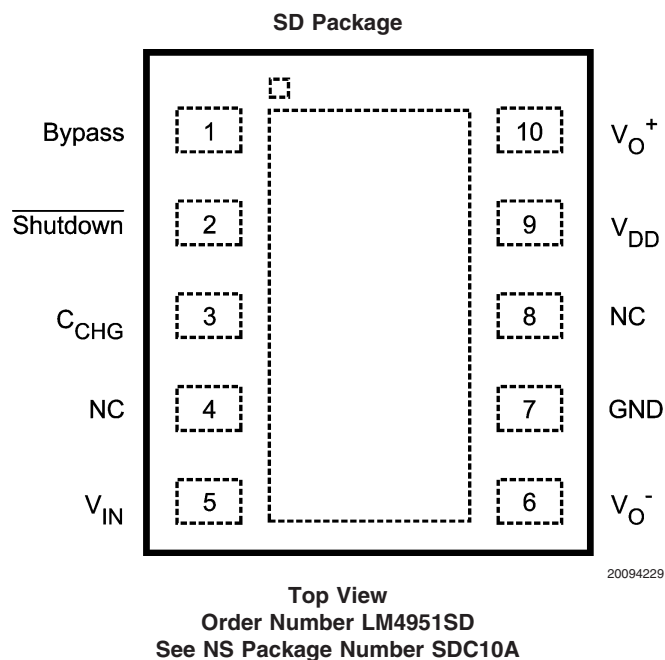 SD Package
Bypass 1 10 V_O^+
Shutdown 2 9 V_DD
C_CHG 3 8 NC
NC 4 7 GND
V_IN 5 6 V_O^-
20094229
Top View
Order Number LM4951SD
See NS Package Number SDC10A